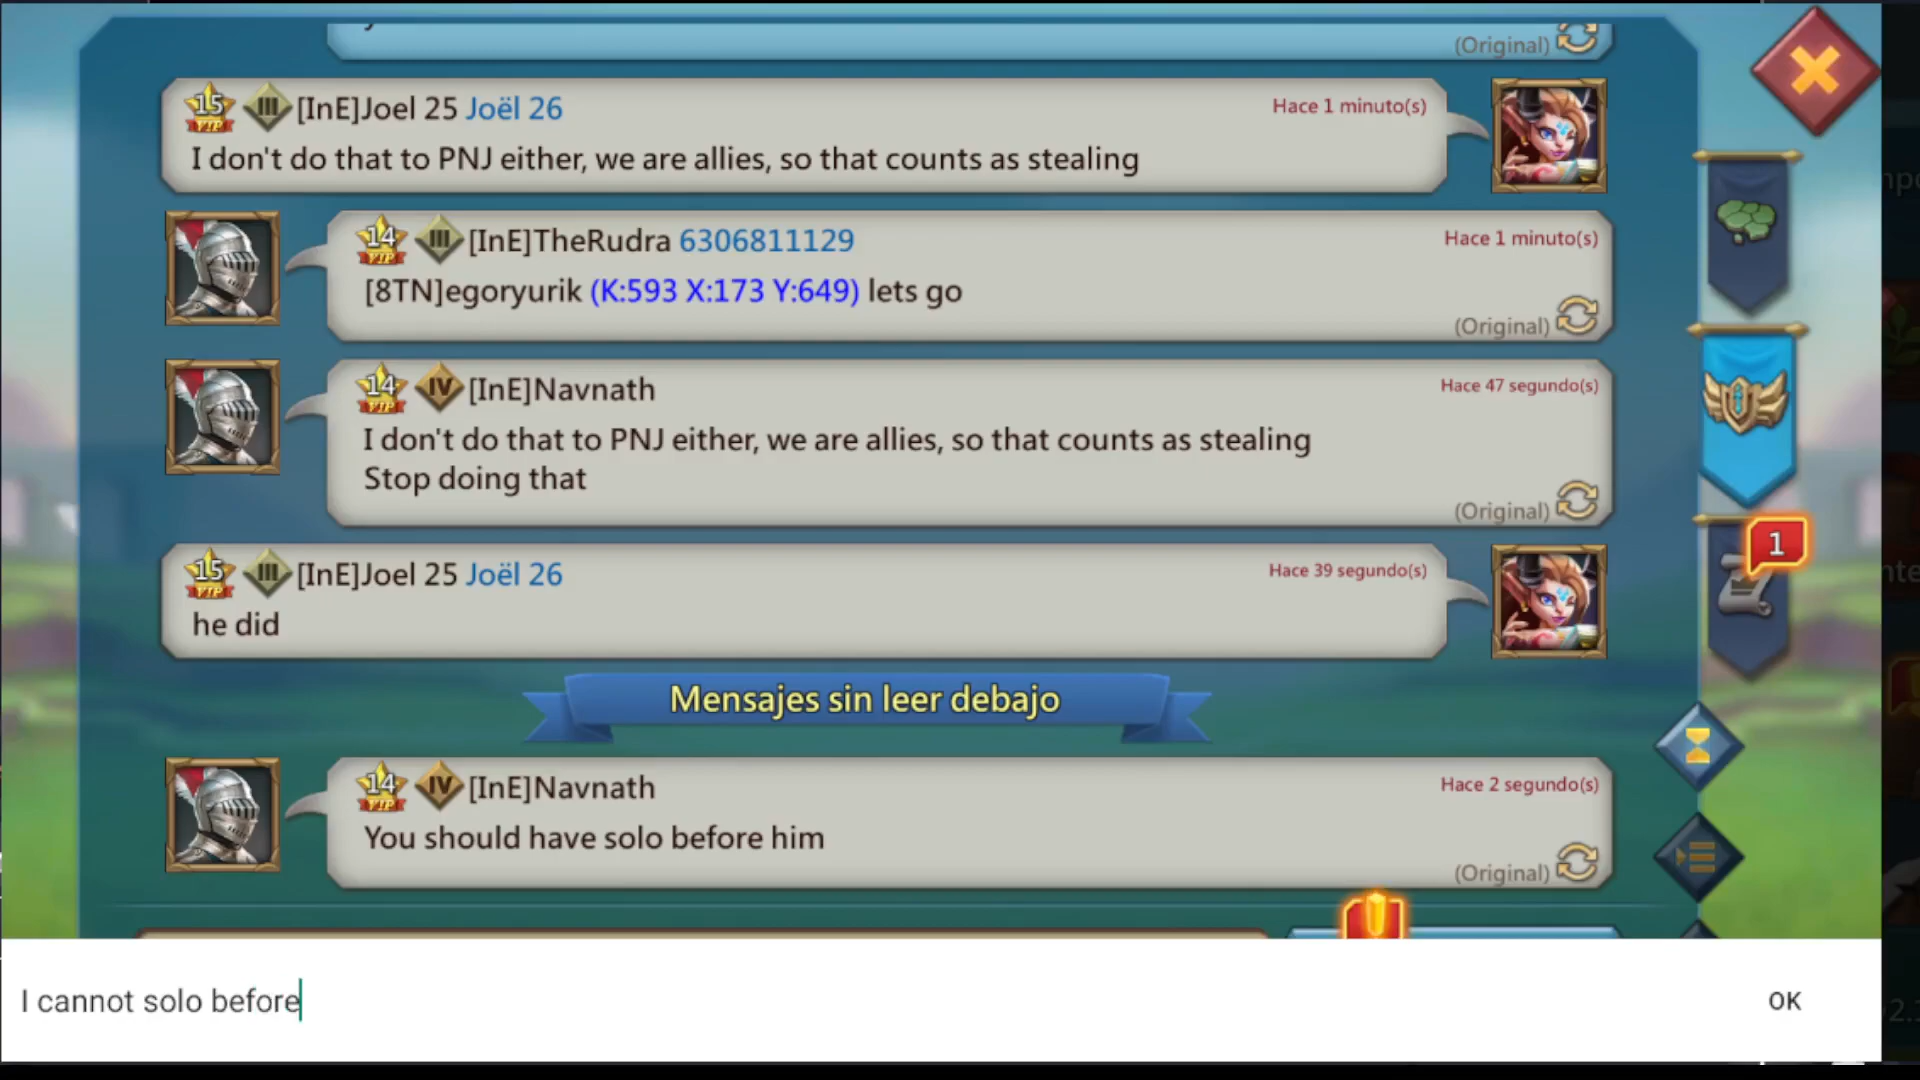 (Original)
15 VIP III [InE]Joel 25 Joël 26 Hace 1 minuto(s)
I don't do that to PNJ either, we are allies, so that counts as stealing
14 VIP III [InE]TheRudra 6306811129 Hace 1 minuto(s)
[8TN]egoryurik (K:593 X:173 Y:649) lets go
(Original)
14 VIP IV [InE]Navnath Hace 47 segundo(s)
I don't do that to PNJ either, we are allies, so that counts as stealing
Stop doing that
(Original)
1
15 VIP III [InE]Joel 25 Joël 26 Hace 39 segundo(s)
he did
Mensajes sin leer debajo
14 VIP IV [InE]Navnath Hace 2 segundo(s)
You should have solo before him
(Original)
I cannot solo before
OK